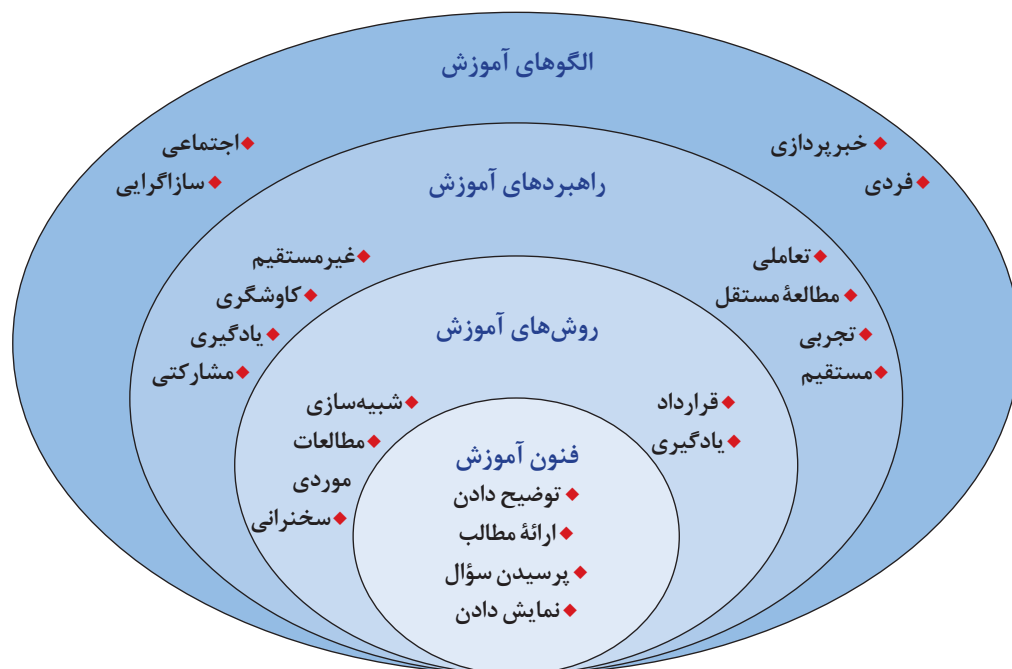 الگوهای آموزش
◆ خبرپردازی
◆ فردی
◆ اجتماعی
◆ سازاگرایی
راهبردهای آموزش
◆ تعاملی
◆ مطالعهٔ مستقل
◆ تجربی
◆ مستقیم
◆ غیرمستقیم
◆ کاوشگری
◆ یادگیری
◆ مشارکتی
روش‌های آموزش
◆ قرارداد
◆ یادگیری
◆ شبیه‌سازی
◆ مطالعات
موردی
◆ سخنرانی
فنون آموزش
◆ توضیح دادن
◆ ارائهٔ مطالب
◆ پرسیدن سؤال
◆ نمایش دادن